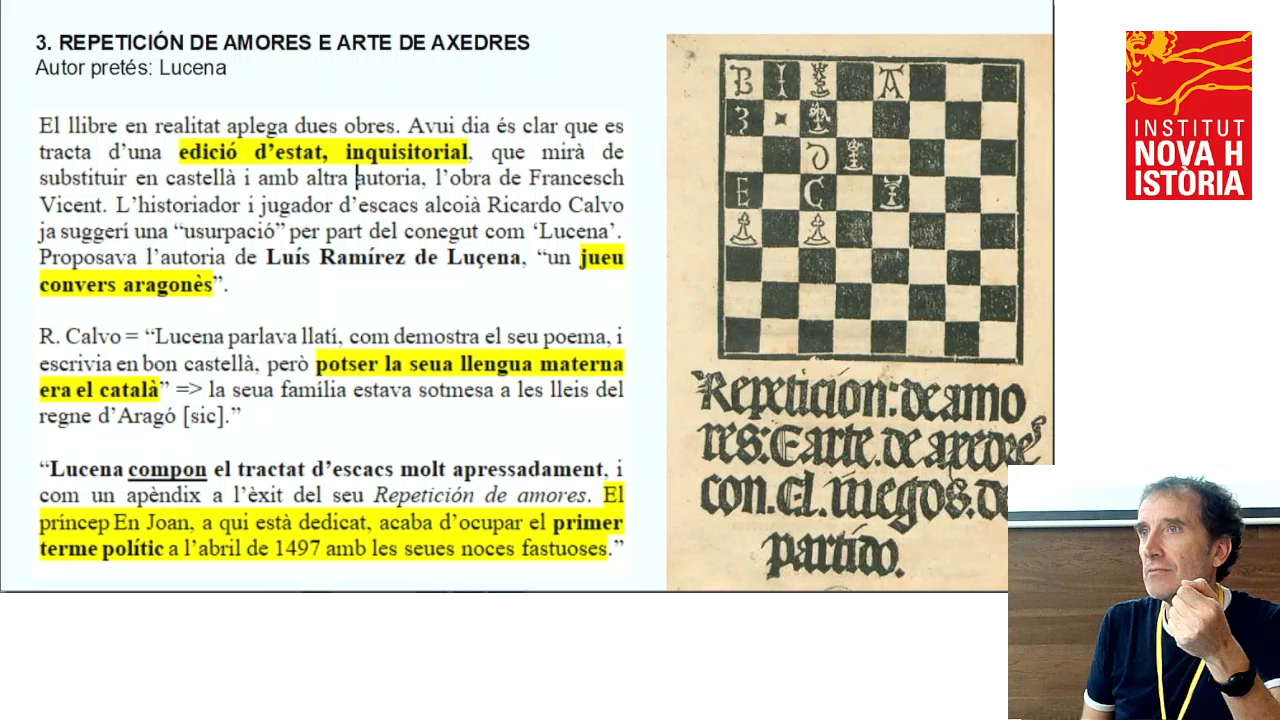 3. REPETICIÓN DE AMORES E ARTE DE AXEDRES
Autor pretés: Lucena
El llibre en realitat aplega dues obres. Avui dia és clar que es
tracta d’una edició d’estat, inquisitorial, que mirà de
substituir en castellà i amb altra autoria, l’obra de Francesch
Vicent. L’historiador i jugador d’escacs alcoià Ricardo Calvo
ja suggerí una “usurpació” per part del conegut com ‘Lucena’.
Proposava l’autoria de Luís Ramírez de Luçena, “un jueu
convers aragonès”.
R. Calvo = “Lucena parlava llatí, com demostra el seu poema, i
escrivia en bon castellà, però potser la seua llengua materna
era el català” => la seua família estava sotmesa a les lleis del
regne d’Aragó [sic].”
“Lucena compon el tractat d’escacs molt apressadament, i
com un apèndix a l’èxit del seu Repetición de amores. El
príncep En Joan, a qui està dedicat, acaba d’ocupar el primer
terme polític a l’abril de 1497 amb les seues noces fastuoses.”
B I A
D
E C
Repetición: de amo
res: E arte. de axedres
con. El. iuegos. de
partido.
INSTITUT
NOVA H
ISTÒRIA